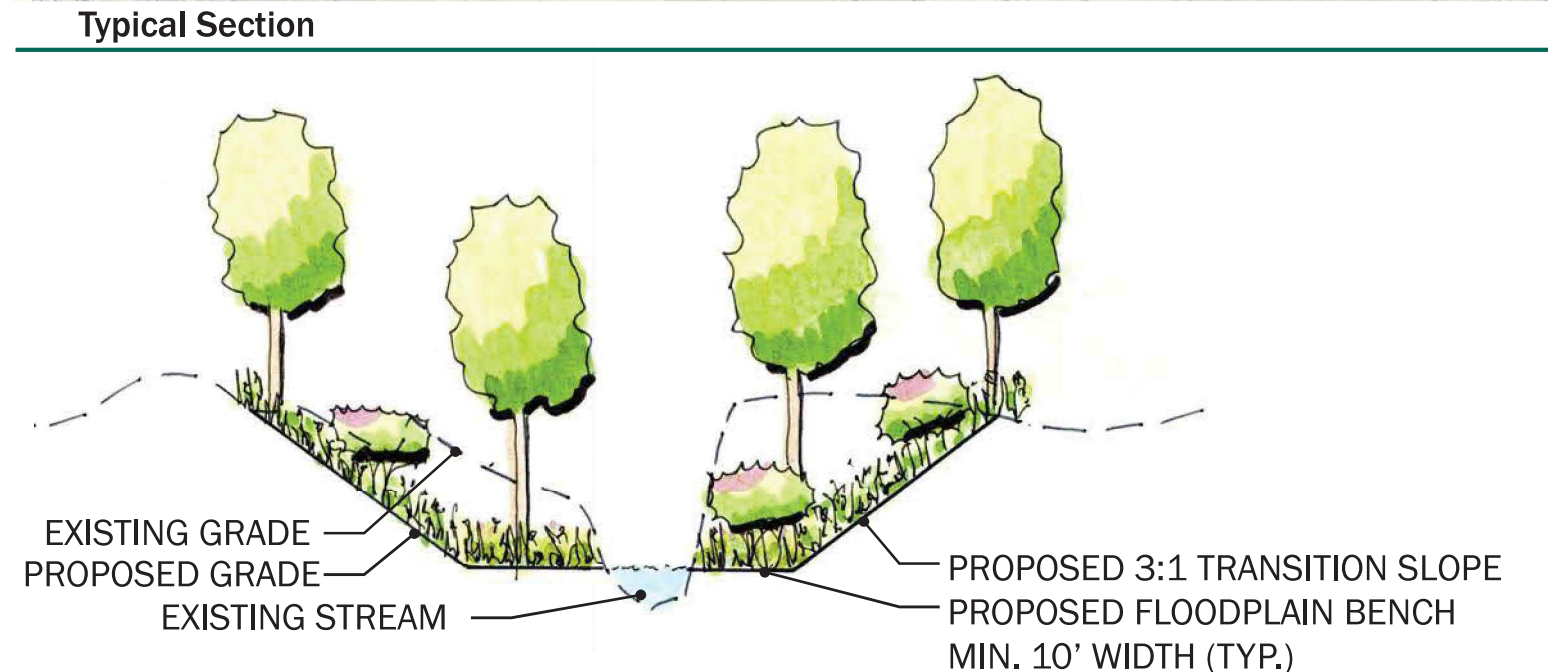 Typical Section
EXISTING GRADE
PROPOSED GRADE
EXISTING STREAM
PROPOSED 3:1 TRANSITION SLOPE
PROPOSED FLOODPLAIN BENCH
MIN. 10’ WIDTH (TYP.)